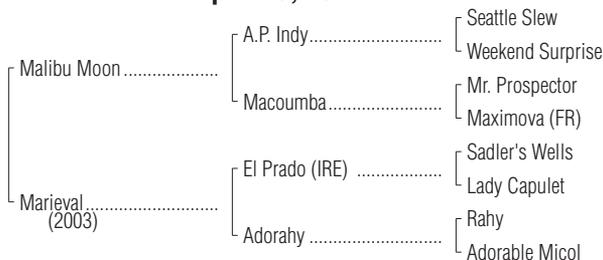 Seattle Slew
A.P. Indy
Weekend Surprise
Malibu Moon
Mr. Prospector
Macoumba
Maximova (FR)
Sadler's Wells
El Prado (IRE)
Lady Capulet
Marieval
(2003)
Rahy
Adorahy
Adorable Micol